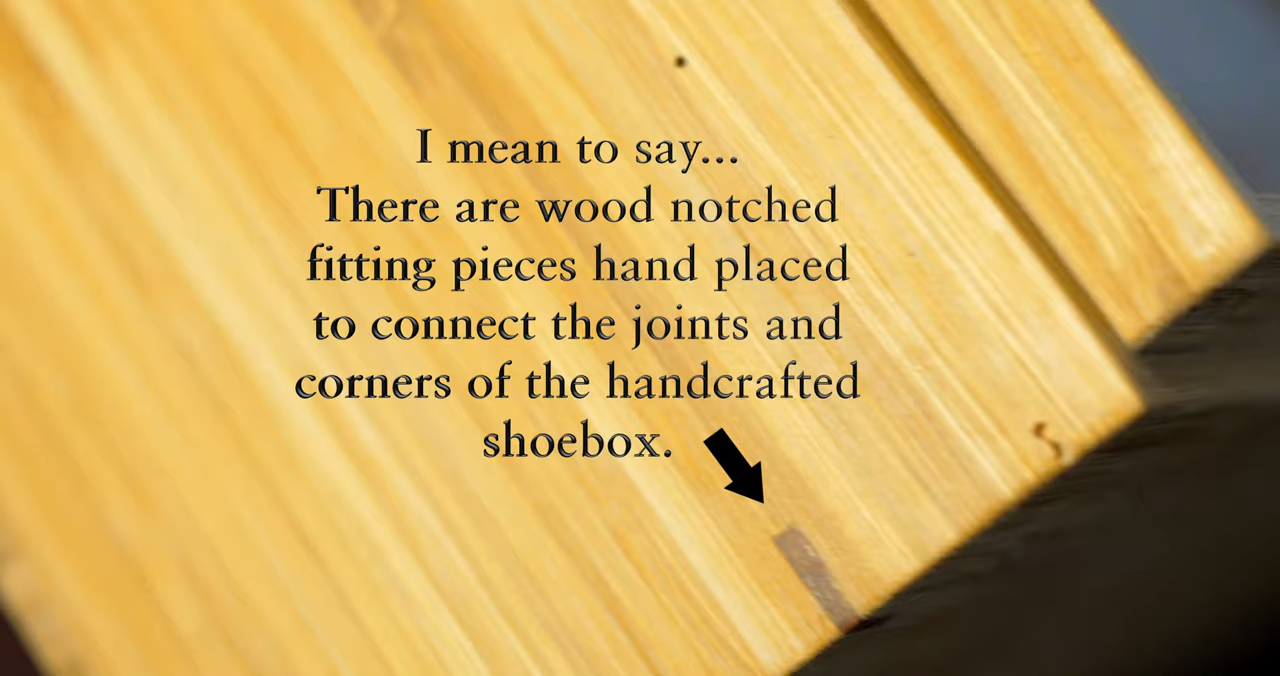 I mean to say...
There are wood notched
fitting pieces hand placed
to connect the joints and
corners of the handcrafted
shoebox.